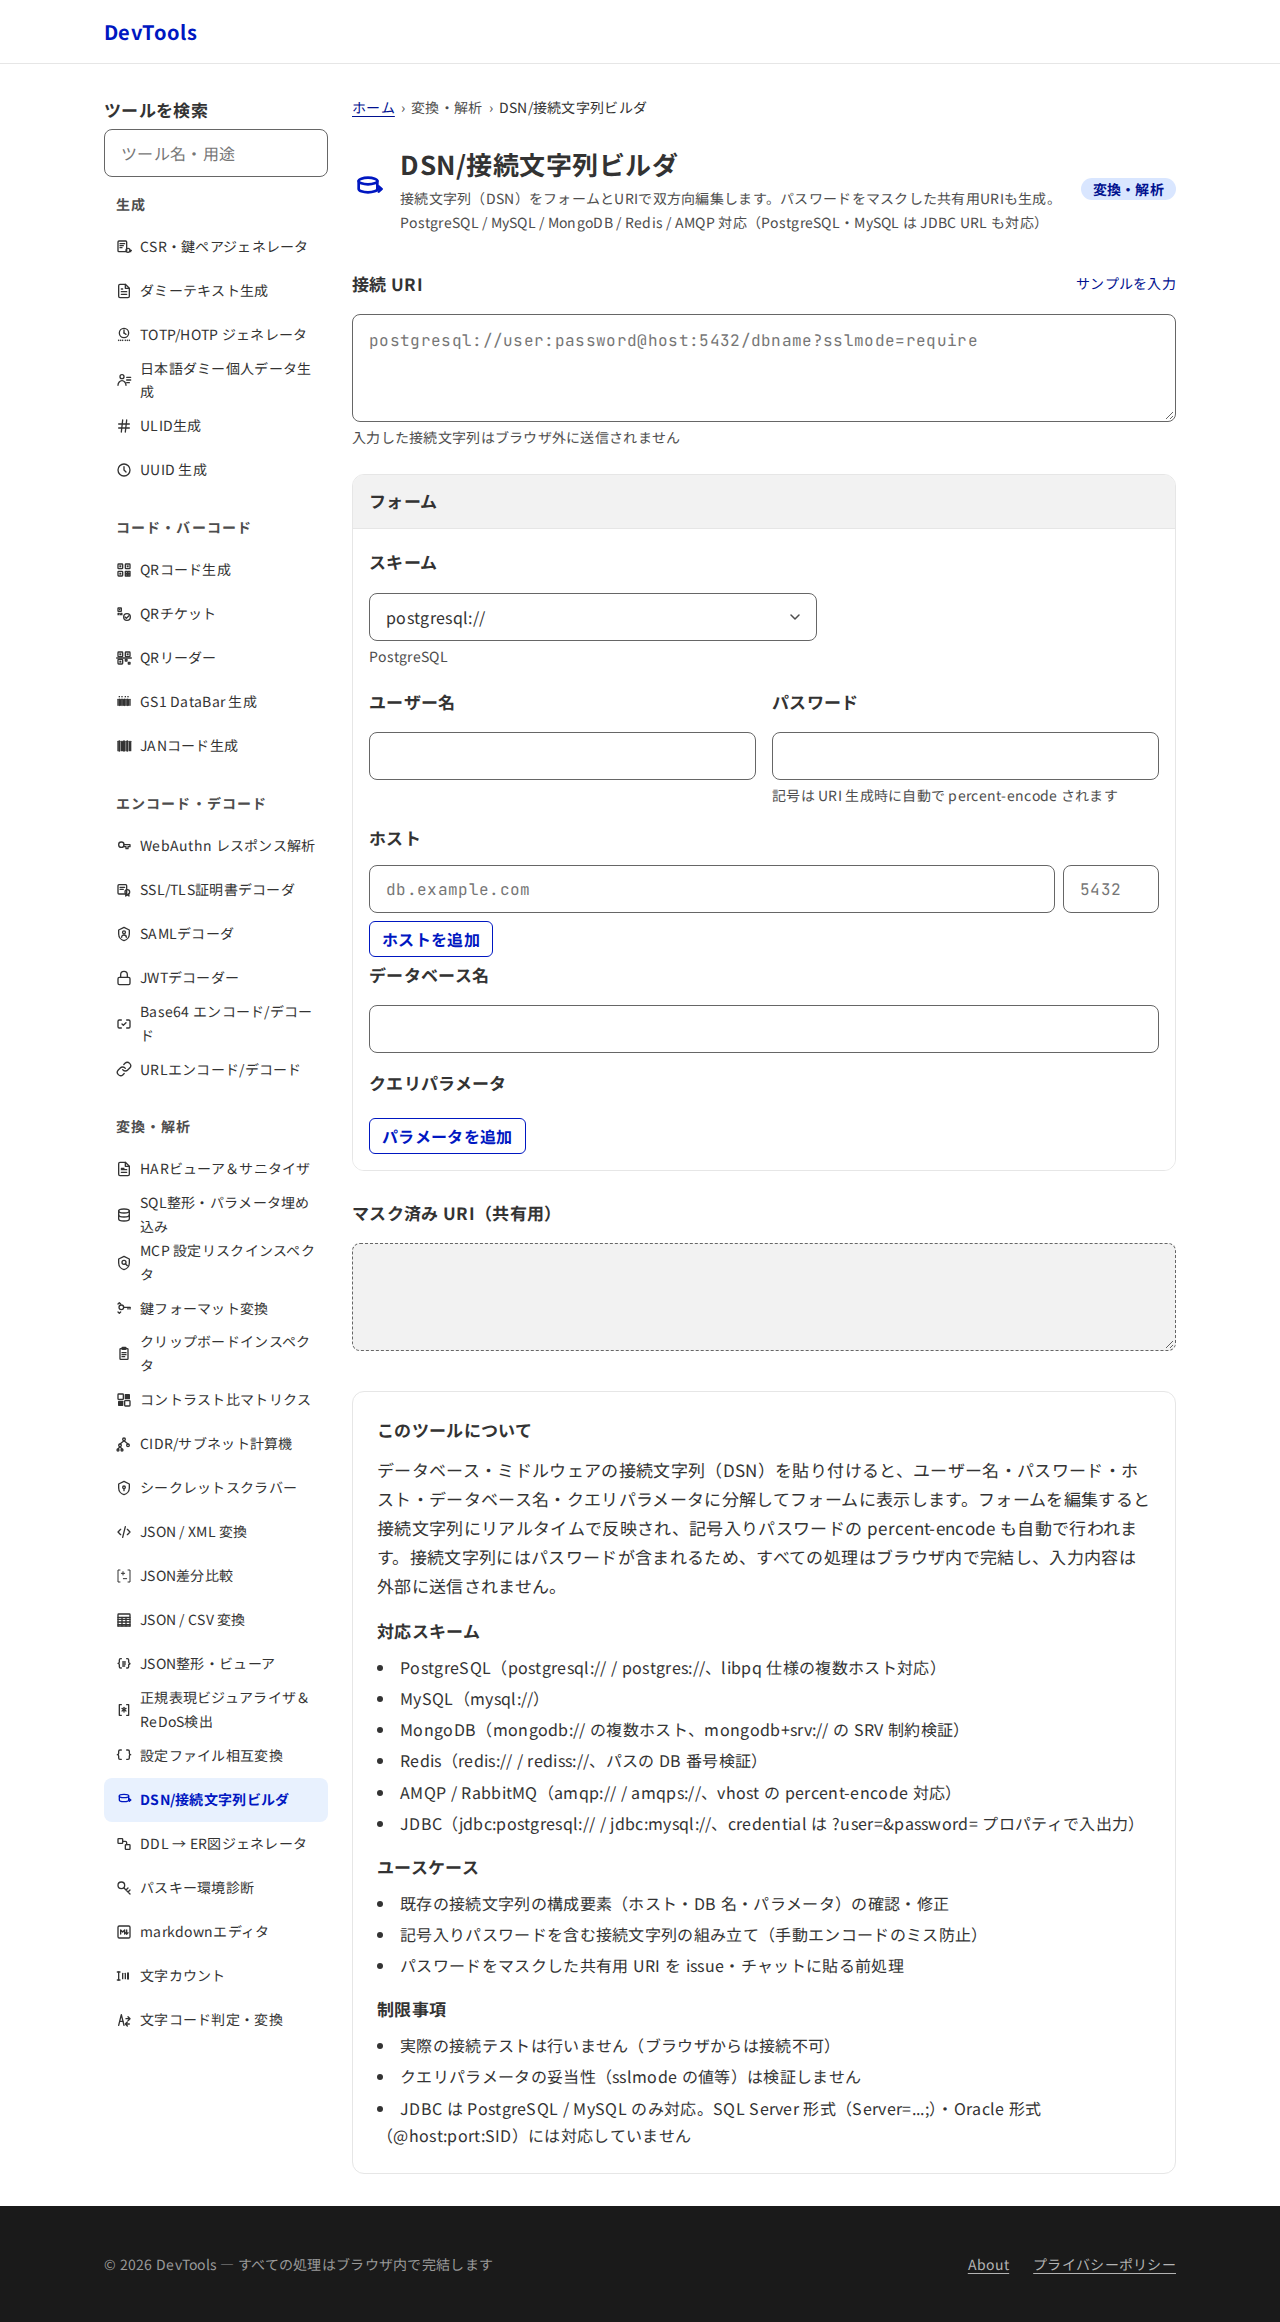 DevTools
ツールを検索
ツール名・用途
生成
CSR・鍵ペアジェネレータ
ダミーテキスト生成
TOTP/HOTP ジェネレータ
日本語ダミー個人データ生
成
ULID生成
UUID 生成
コード・バーコード
QRコード生成
QRチケット
QRリーダー
GS1 DataBar 生成
JANコード生成
エンコード・デコード
WebAuthn レスポンス解析
SSL/TLS証明書デコーダ
SAMLデコーダ
JWTデコーダー
Base64 エンコード/デコー
ド
URLエンコード/デコード
変換・解析
HARビューア＆サニタイザ
SQL整形・パラメータ埋め
込み
MCP 設定リスクインスペク
タ
鍵フォーマット変換
クリップボードインスペク
タ
コントラスト比マトリクス
CIDR/サブネット計算機
シークレットスクラバー
JSON / XML 変換
JSON差分比較
JSON / CSV 変換
JSON整形・ビューア
正規表現ビジュアライザ＆
ReDoS検出
設定ファイル相互変換
DSN/接続文字列ビルダ
DDL → ER図ジェネレータ
パスキー環境診断
markdownエディタ
文字カウント
文字コード判定・変換
ホーム › 変換・解析 › DSN/接続文字列ビルダ
DSN/接続文字列ビルダ
接続文字列（DSN）をフォームとURIで双方向編集します。パスワードをマスクした共有用URIも生成。
PostgreSQL / MySQL / MongoDB / Redis / AMQP 対応（PostgreSQL・MySQL は JDBC URL も対応）
変換・解析
接続 URI
サンプルを入力
postgresql://user:password@host:5432/dbname?sslmode=require
入力した接続文字列はブラウザ外に送信されません
フォーム
スキーム
postgresql://
PostgreSQL
ユーザー名
パスワード
記号は URI 生成時に自動で percent-encode されます
ホスト
db.example.com
5432
ホストを追加
データベース名
クエリパラメータ
パラメータを追加
マスク済み URI（共有用）
このツールについて
データベース・ミドルウェアの接続文字列（DSN）を貼り付けると、ユーザー名・パスワード・ホ
スト・データベース名・クエリパラメータに分解してフォームに表示します。フォームを編集すると
接続文字列にリアルタイムで反映され、記号入りパスワードの percent-encode も自動で行われま
す。接続文字列にはパスワードが含まれるため、すべての処理はブラウザ内で完結し、入力内容は
外部に送信されません。
対応スキーム
• PostgreSQL（postgresql:// / postgres://、libpq 仕様の複数ホスト対応）
• MySQL（mysql://）
• MongoDB（mongodb:// の複数ホスト、mongodb+srv:// の SRV 制約検証）
• Redis（redis:// / rediss://、パスの DB 番号検証）
• AMQP / RabbitMQ（amqp:// / amqps://、vhost の percent-encode 対応）
• JDBC（jdbc:postgresql:// / jdbc:mysql://、credential は ?user=&password= プロパティで入出力）
ユースケース
• 既存の接続文字列の構成要素（ホスト・DB 名・パラメータ）の確認・修正
• 記号入りパスワードを含む接続文字列の組み立て（手動エンコードのミス防止）
• パスワードをマスクした共有用 URI を issue・チャットに貼る前処理
制限事項
• 実際の接続テストは行いません（ブラウザからは接続不可）
• クエリパラメータの妥当性（sslmode の値等）は検証しません
• JDBC は PostgreSQL / MySQL のみ対応。SQL Server 形式（Server=...;）・Oracle 形式
（@host:port:SID）には対応していません
© 2026 DevTools — すべての処理はブラウザ内で完結します
About
プライバシーポリシー